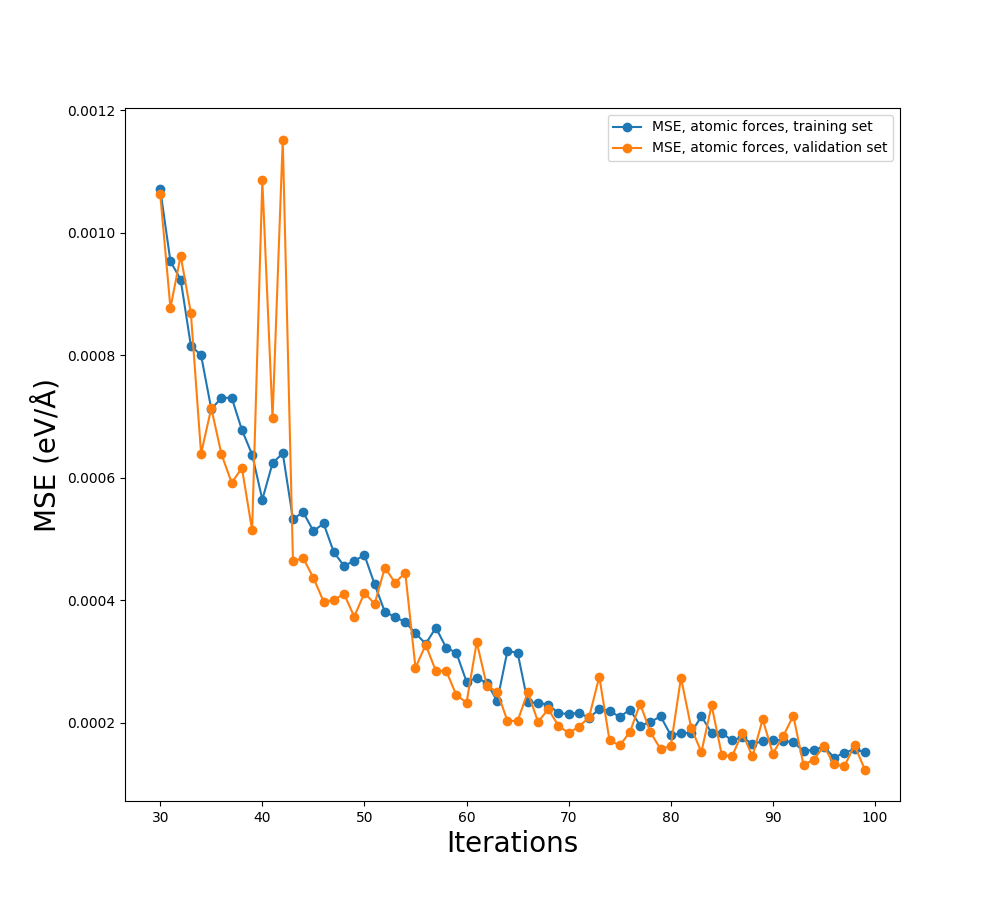 MSE, atomic forces, training set
MSE, atomic forces, validation set
0.0012
0.0010
0.0008
0.0006
0.0004
0.0002
MSE (eV/Å)
30 40 50 60 70 80 90 100
Iterations